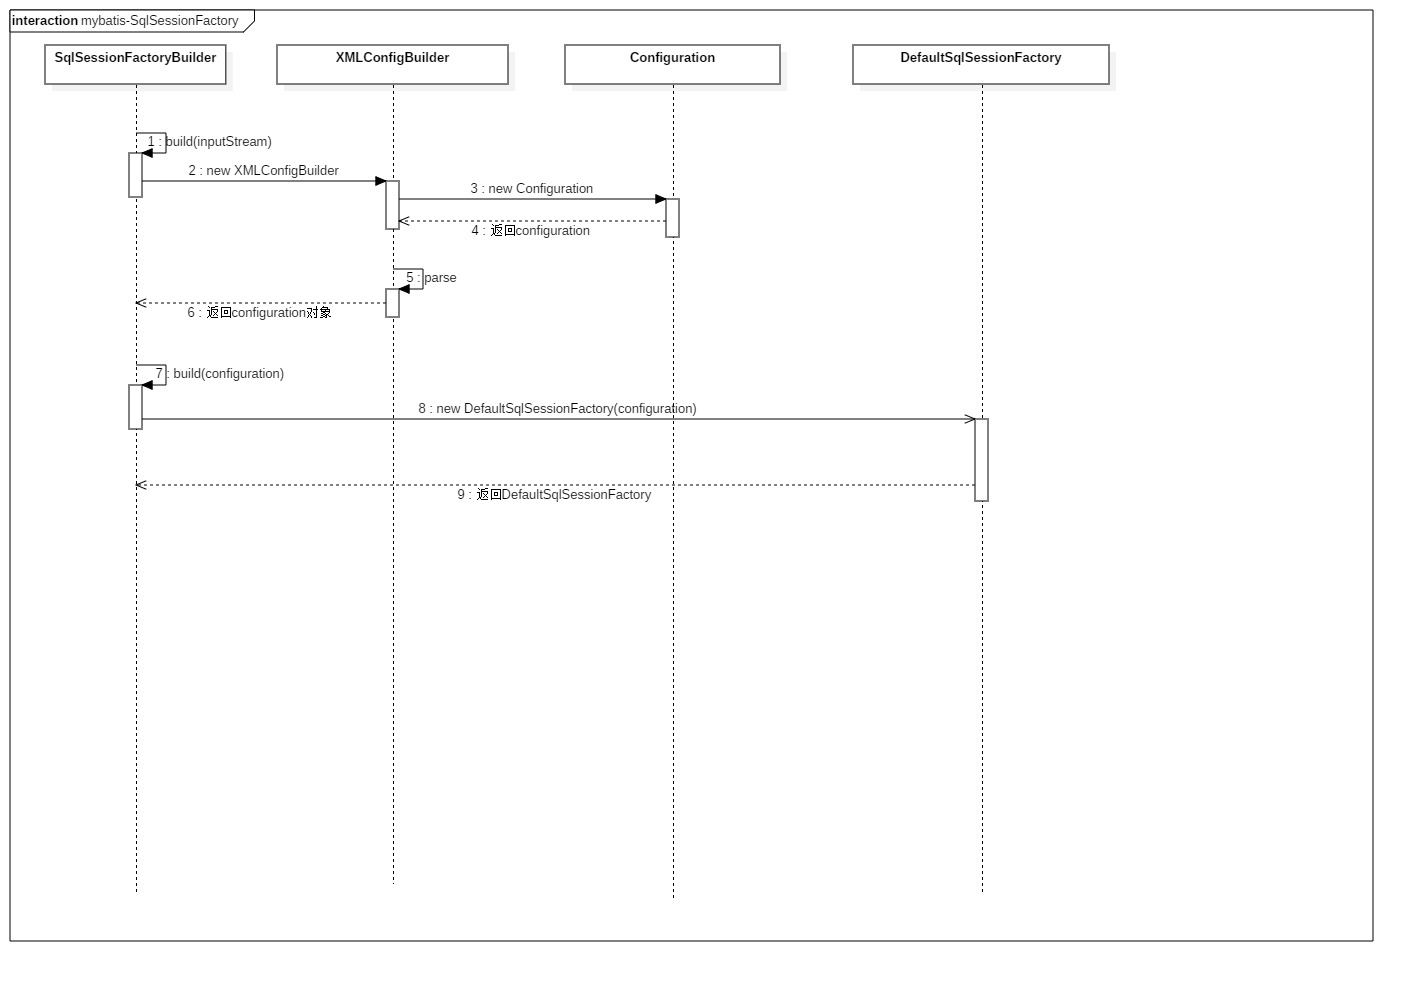 interaction mybatis-SqlSessionFactory
SqlSessionFactoryBuilder
XMLConfigBuilder
Configuration
DefaultSqlSessionFactory
1 : build(inputStream)
2 : new XMLConfigBuilder
3 : new Configuration
4 : 返回configuration
5 : parse
6 : 返回configuration对象
7 : build(configuration)
8 : new DefaultSqlSessionFactory(configuration)
9 : 返回DefaultSqlSessionFactory